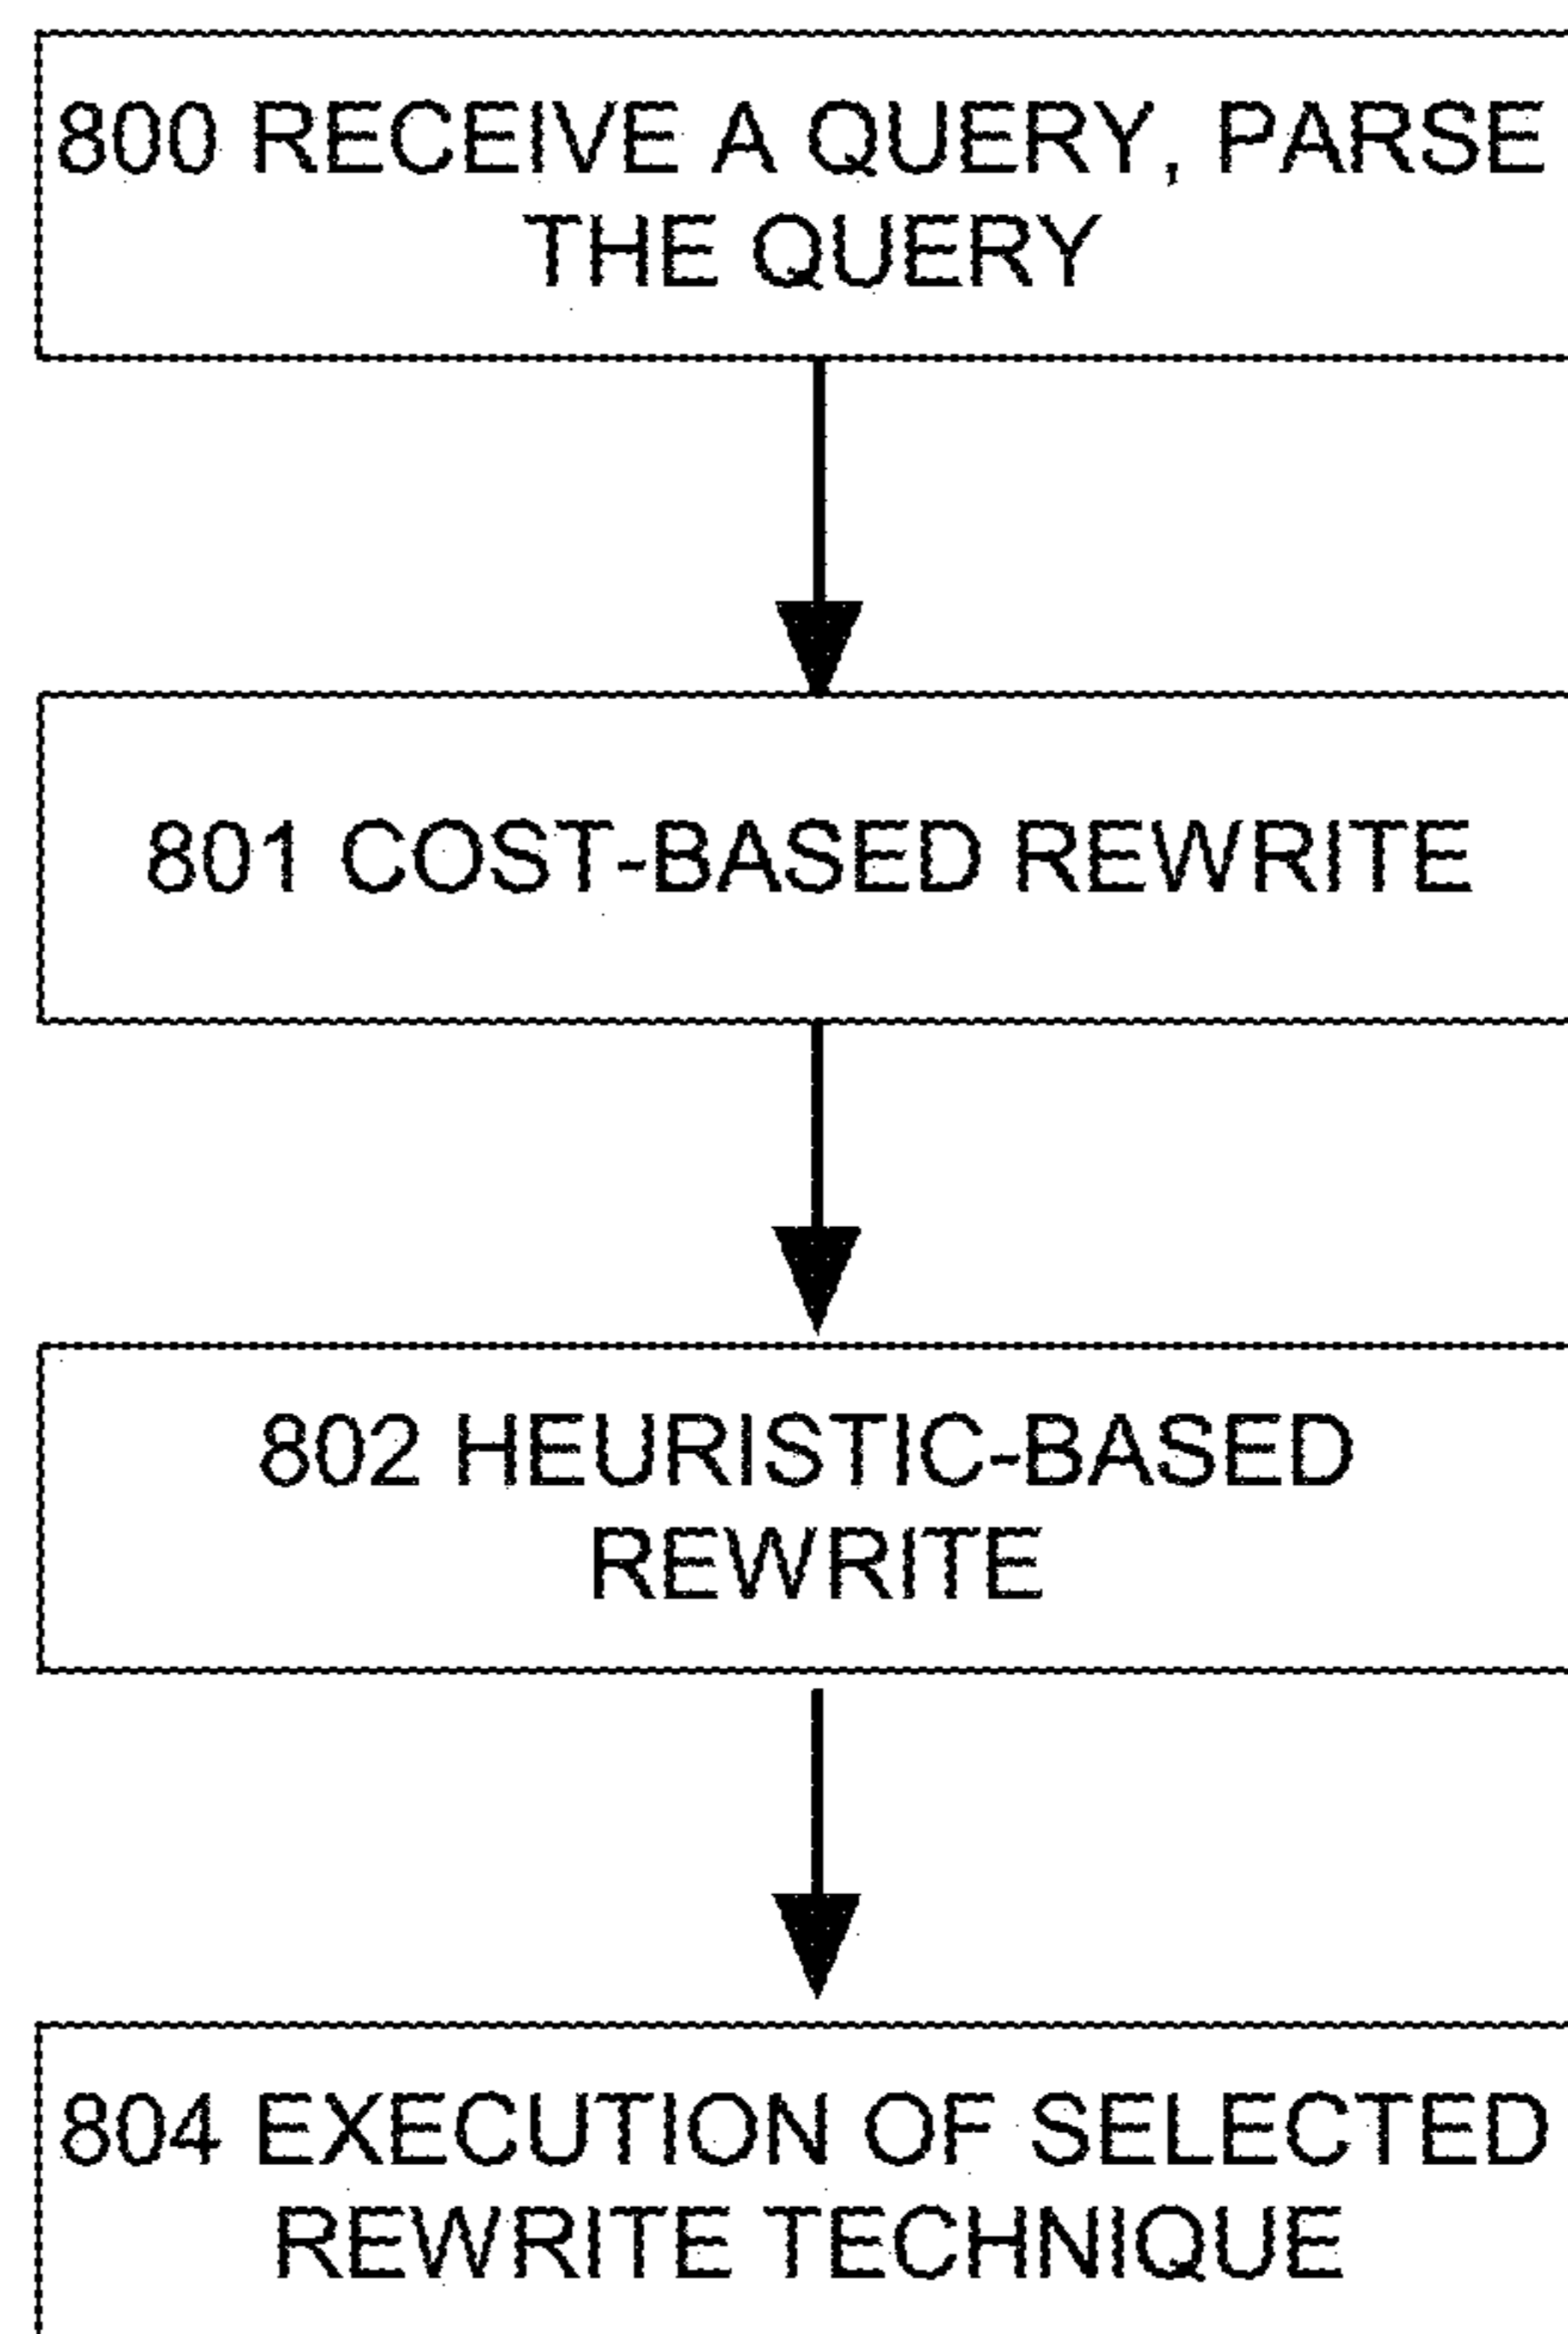 800 RECEIVE A QUERY, PARSE
THE QUERY
801 COST-BASED REWRITE
802 HEURISTIC-BASED
REWRITE
804 EXECUTION OF SELECTED
REWRITE TECHNIQUE